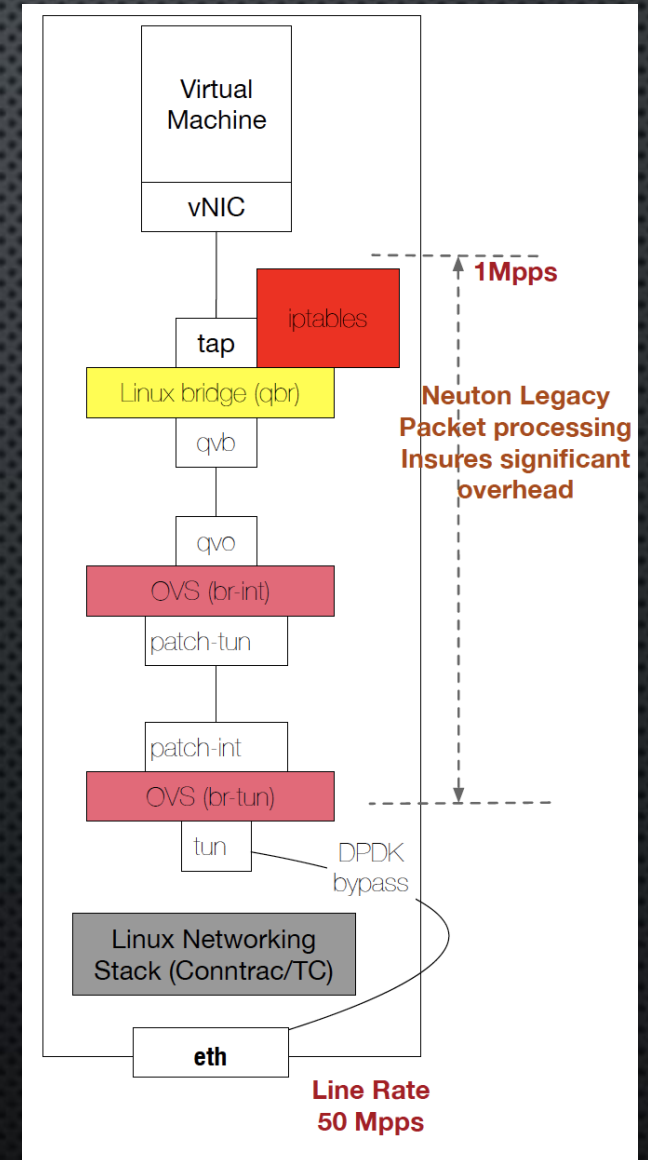 Virtual
Machine
vNIC
1Mpps
iptables
tap
Linux bridge (qbr)
Neuton Legacy
Packet processing
Insures significant
overhead
qvb
qvo
OVS (br-int)
patch-tun
patch-int
OVS (br-tun)
tun
DPDK
bypass
Linux Networking
Stack (Conntrac/TC)
eth
Line Rate
50 Mpps